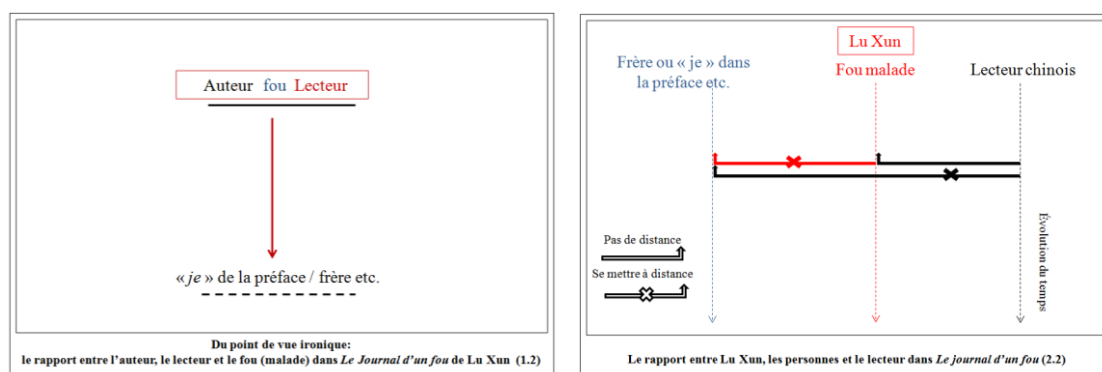 Auteur fou Lecteur
« je » de la préface / frère etc.
Du point de vue ironique:
le rapport entre l'auteur, le lecteur et le fou (malade) dans Le Journal d'un fou de Lu Xun (1.2)
Lu Xun
Frère ou « je » dans
la préface etc.
Fou malade
Lecteur chinois
Pas de distance
Se mettre à distance
Évolution du temps
Le rapport entre Lu Xun, les personnes et le lecteur dans Le journal d'un fou (2.2)